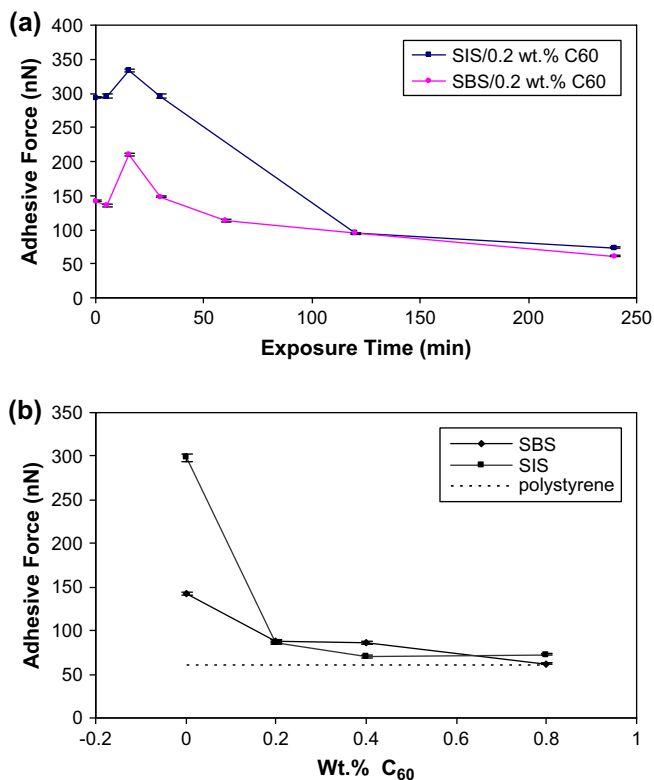 (a)
400
350
300
250
200
150
100
50
0
Adhesive Force (nN)
SIS/0.2 wt.% C60
SBS/0.2 wt.% C60
0 50 100 150 200 250
Exposure Time (min)
(b)
350
300
250
200
150
100
50
0
Adhesive Force (nN)
SBS
SIS
polystyrene
-0.2 0 0.2 0.4 0.6 0.8 1
Wt.% C₆₀